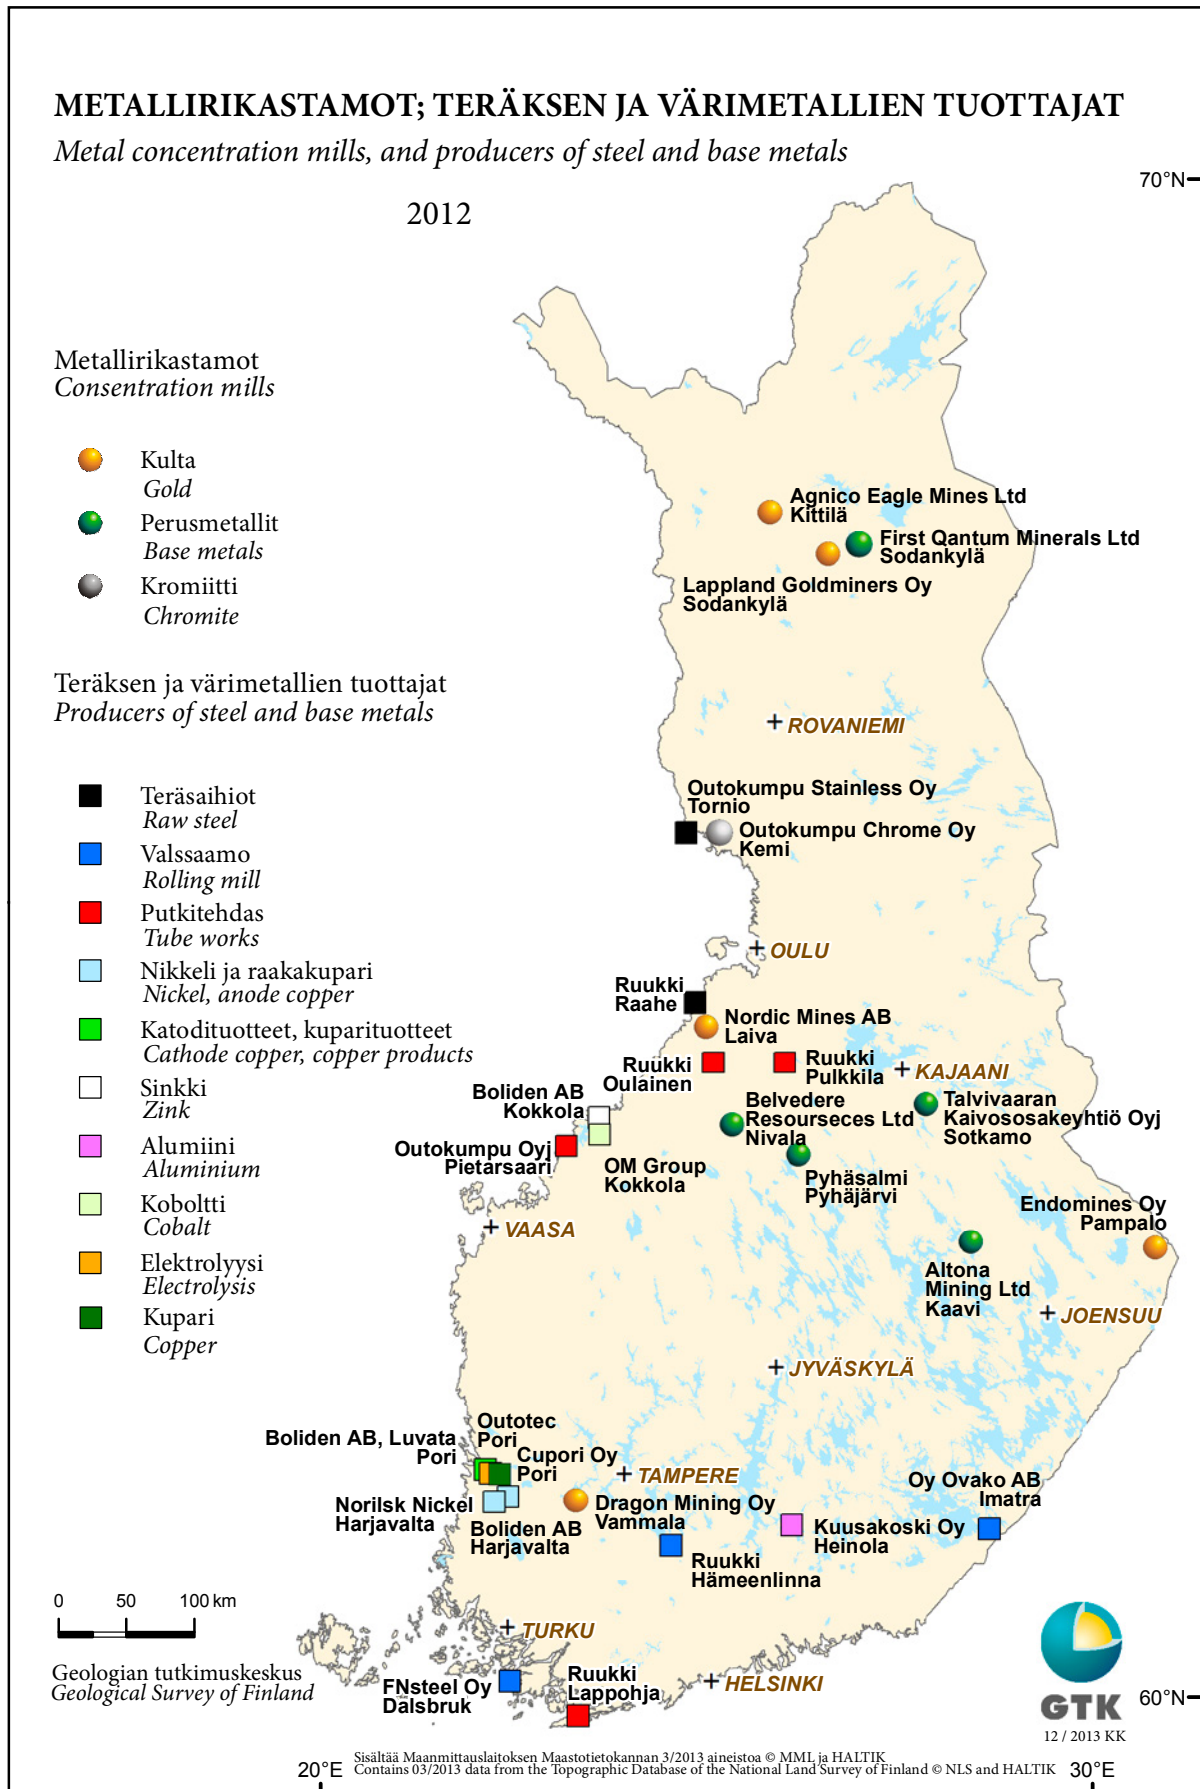 METALLIRIKASTAMOT; TERÄKSEN JA VÄRIMETALLIEN TUOTTAJAT
Metal concentration mills, and producers of steel and base metals
2012
70°N
Metallirikastamot
Consentration mills
Kulta
Gold
Perusmetallit
Base metals
Kromiitti
Chromite
Teräksen ja värimetallien tuottajat
Producers of steel and base metals
Teräsaihiot
Raw steel
Valssaamo
Rolling mill
Putkitehdas
Tube works
Nikkeli ja raakakupari
Nickel, anode copper
Katodituotteet, kuparituotteet
Cathode copper, copper products
Sinkki
Zink
Alumiini
Aluminium
Koboltti
Cobalt
Elektrolyysi
Electrolysis
Kupari
Copper
Agnico Eagle Mines Ltd
Kittilä
First Qantum Minerals Ltd
Sodankylä
Lappland Goldminers Oy
Sodankylä
ROVANIEMI
Outokumpu Stainless Oy
Tornio
Outokumpu Chrome Oy
Kemi
OULU
Ruukki
Raahe
Nordic Mines AB
Laiva
Ruukki
Oulainen
Ruukki
Pulkkila
KAJAANI
Boliden AB
Kokkola
Belvedere
Resourseces Ltd
Nivala
Talvivaaran
Kaivososakeyhtiö Oyj
Sotkamo
Outokumpu Oyj
Pietarsaari
OM Group
Kokkola
Pyhäsalmi
Pyhäjärvi
Endomines Oy
Pampalo
VAASA
Altona
Mining Ltd
Kaavi
JOENSUU
JYVÄSKYLÄ
Outotec
Pori
Boliden AB, Luvata
Pori
Cupori Oy
Pori
TAMPERE
Oy Ovako AB
Imatra
Norilsk Nickel
Harjavalta
Dragon Mining Oy
Vammala
Boliden AB
Harjavalta
Kuusakoski Oy
Heinola
Ruukki
Hämeenlinna
0 50 100 km
TURKU
Geologian tutkimuskeskus
Geological Survey of Finland
FNsteel Oy
Dalsbruk
Ruukki
Lappohja
HELSINKI
GTK
60°N
12 / 2013 KK
Sisältää Maanmittauslaitoksen Maastotietokannan 3/2013 aineistoa © MML ja HALTIK
Contains 03/2013 data from the Topographic Database of the National Land Survey of Finland © NLS and HALTIK
20°E
30°E